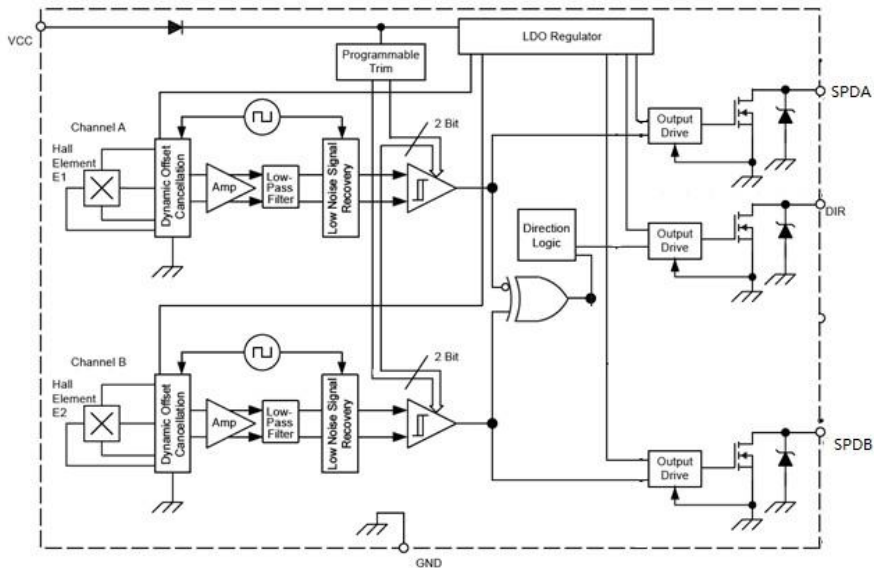 VCC
LDO Regulator
Programmable
Trim
SPDA
Output
Drive
2 Bit
Channel A
Hall
Element
E1
Dynamic Offset
Cancellation
Amp
Low-
Pass
Filter
Low Noise Signal
Recovery
DIR
Direction
Logic
Output
Drive
2 Bit
Channel B
Hall
Element
E2
Dynamic Offset
Cancellation
Amp
Low-
Pass
Filter
Low Noise Signal
Recovery
SPDB
Output
Drive
GND